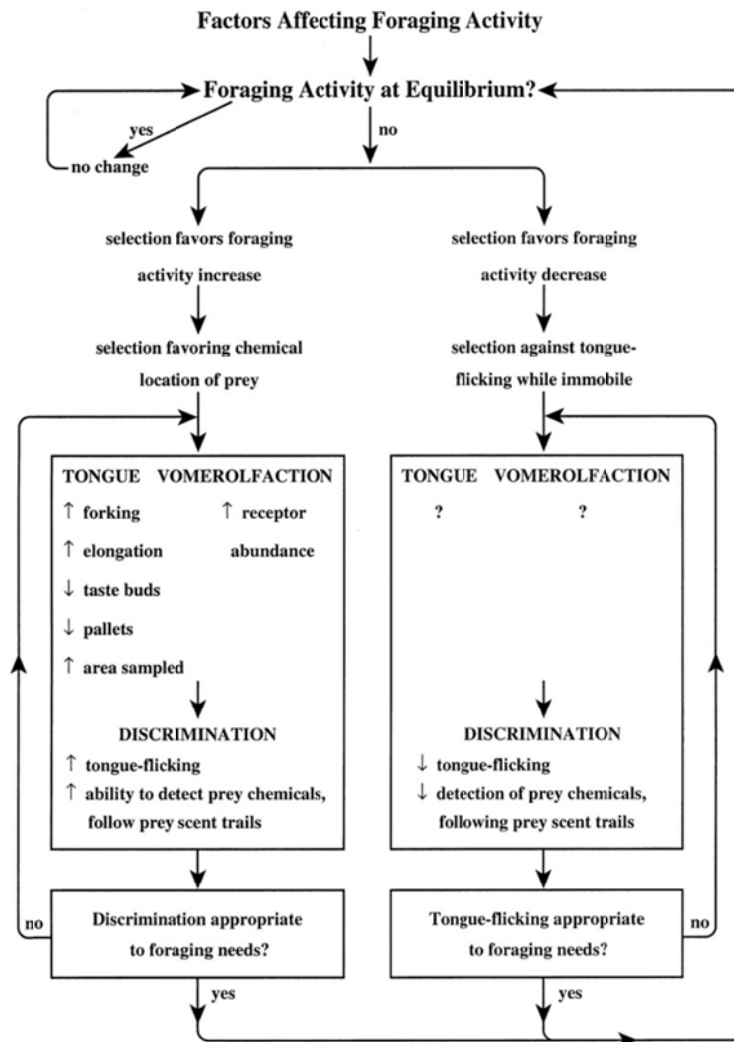 Factors Affecting Foraging Activity
Foraging Activity at Equilibrium?
yes
no
no change
selection favors foraging
activity increase
selection favors foraging
activity decrease
selection favoring chemical
location of prey
selection against tongue-
flicking while immobile
TONGUE VOMEROLFACTION
↑ forking ↑ receptor
↑ elongation abundance
↓ taste buds
↓ pallets
↑ area sampled
DISCRIMINATION
↑ tongue-flicking
↑ ability to detect prey chemicals,
follow prey scent trails
TONGUE VOMEROLFACTION
? ?
DISCRIMINATION
↓ tongue-flicking
↓ detection of prey chemicals,
following prey scent trails
no
Discrimination appropriate
to foraging needs?
yes
Tongue-flicking appropriate
to foraging needs?
no
yes